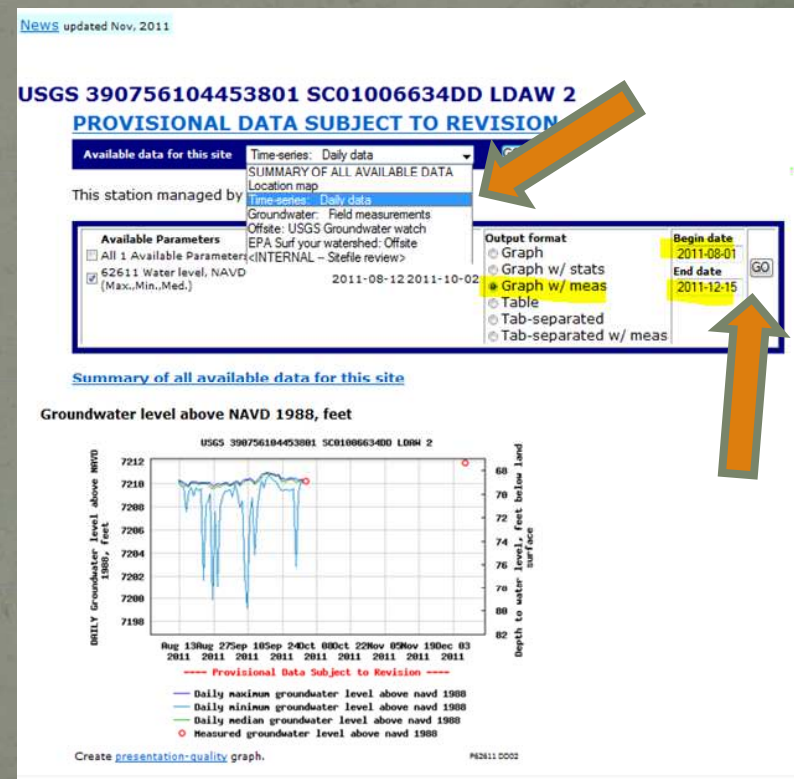 News updated Nov, 2011
USGS 390756104453801 SC01006634DD LDAW 2
PROVISIONAL DATA SUBJECT TO REVISION
Available data for this site Time-series: Daily data
SUMMARY OF ALL AVAILABLE DATA
Location map
Time-series: Daily data
Groundwater: Field measurements
Offsite: USGS Groundwater watch
EPA Surf your watershed: Offsite
<INTERNAL -- Sitefile review>
This station managed by
Available Parameters
All 1 Available Parameters
62611 Water level, NAVD
(Max.,Min.,Med.)
2011-08-12 2011-10-02
Output format
Graph
Graph w/ stats
Graph w/ meas
Table
Tab-separated
Tab-separated w/ meas
Begin date
2011-08-01
End date
2011-12-15
GO
Summary of all available data for this site
Groundwater level above NAVD 1988, feet
USGS 390756104453801 SC01006634DD LDAW 2
DAILY Groundwater level above NAVD
1988, feet
7212
7210
7208
7206
7204
7202
7200
7198
68
70
72
74
76
78
80
82
Depth to water level, feet below land
surface
Aug 13 Aug 27 Sep 10 Sep 24 Oct 08 Oct 22 Nov 05 Nov 19 Dec 03
2011 2011 2011 2011 2011 2011 2011 2011 2011
---- Provisional Data Subject to Revision ----
Daily maximum groundwater level above navd 1988
Daily minimum groundwater level above navd 1988
Daily median groundwater level above navd 1988
Measured groundwater level above navd 1988
Create presentation-quality graph.
P62611 DD02